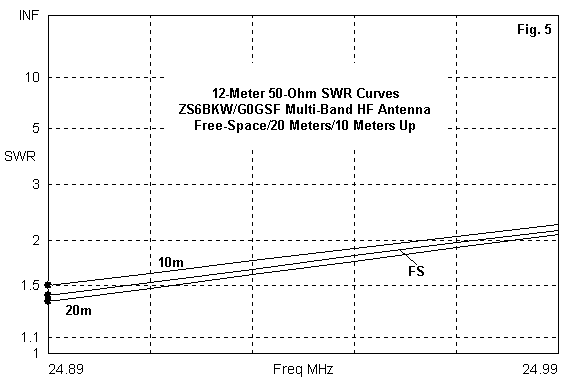 INF
Fig. 5
10
12-Meter 50-Ohm SWR Curves
ZS6BKW/G0GSF Multi-Band HF Antenna
Free-Space/20 Meters/10 Meters Up
5
SWR
3
2
10m
FS
1.5
20m
1.1
1
24.89
Freq MHz
24.99